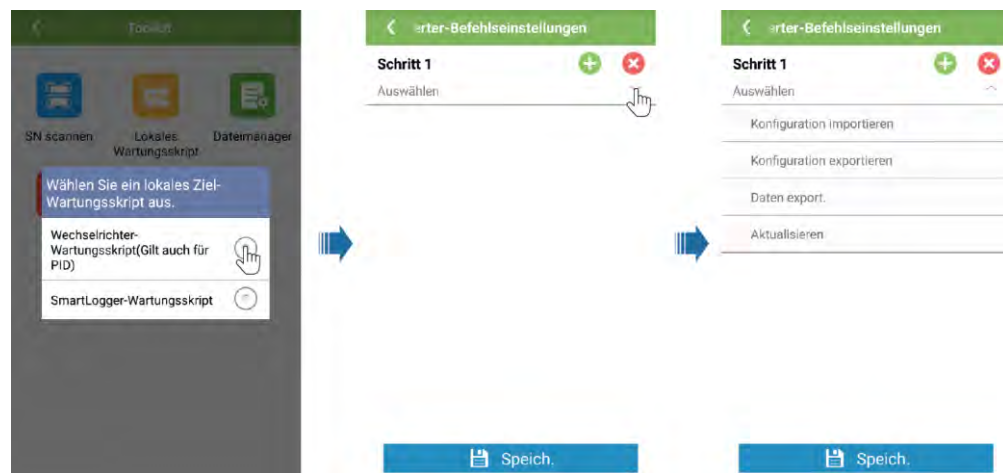 Toolkit
SN scannen
Lokales
Wartungsskript
Dateimanager
Wählen Sie ein lokales Ziel-
Wartungsskript aus.
Wechselrichter-
Wartungsskript(Gilt auch für
PID)
SmartLogger-Wartungsskript
rter-Befehlseinstellungen
Schritt 1
Auswählen
Speich.
rter-Befehlseinstellungen
Schritt 1
Auswählen
Konfiguration importieren
Konfiguration exportieren
Daten export.
Aktualisieren
Speich.